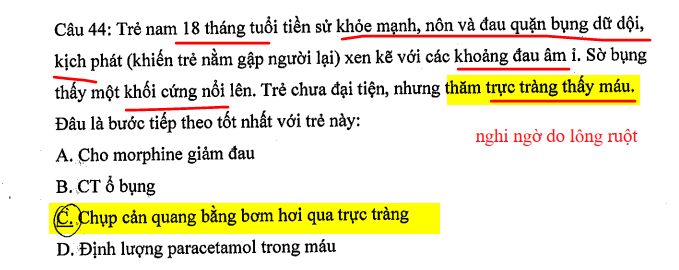 Câu 44: Trẻ nam 18 tháng tuổi tiền sử khỏe mạnh, nôn và đau quặn bụng dữ dội,
kịch phát (khiến trẻ nằm gập người lại) xen kẽ với các khoảng đau âm ỉ. Sờ bụng
thấy một khối cứng nổi lên. Trẻ chưa đại tiện, nhưng thăm trực tràng thấy máu.
Đâu là bước tiếp theo tốt nhất với trẻ này:
nghi ngờ do lông ruột
A. Cho morphine giảm đau
B. CT ổ bụng
C. Chụp cản quang bằng bơm hơi qua trực tràng
D. Định lượng paracetamol trong máu